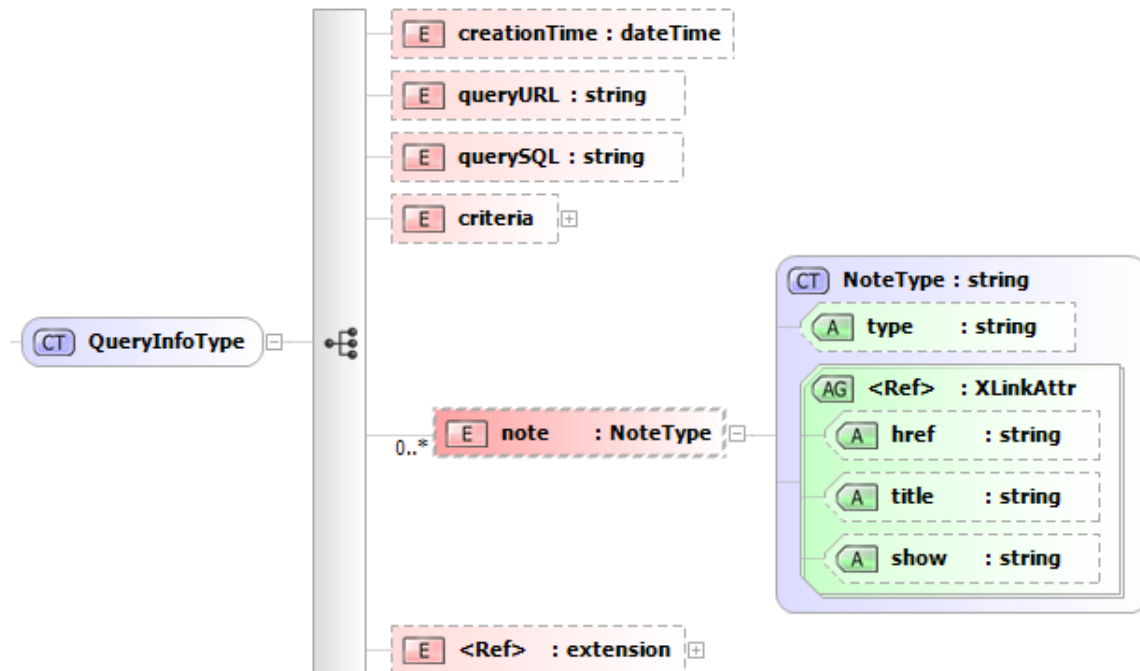 E creationTime : dateTime
E queryURL : string
E querySQL : string
E criteria
CT NoteType : string
A type : string
CT QueryInfoType
AG <Ref> : XLinkAttr
E note : NoteType
0..*
A href : string
A title : string
A show : string
E <Ref> : extension